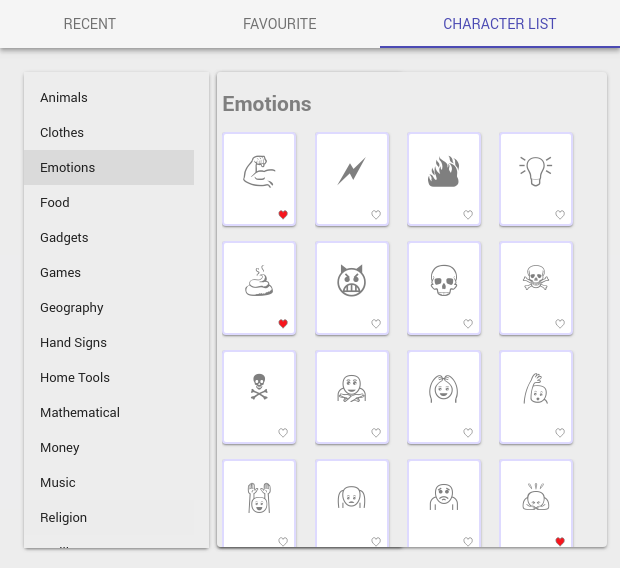 RECENT
FAVOURITE
CHARACTER LIST
Animals
Clothes
Emotions
Food
Gadgets
Games
Geography
Hand Signs
Home Tools
Mathematical
Money
Music
Religion
Emotions